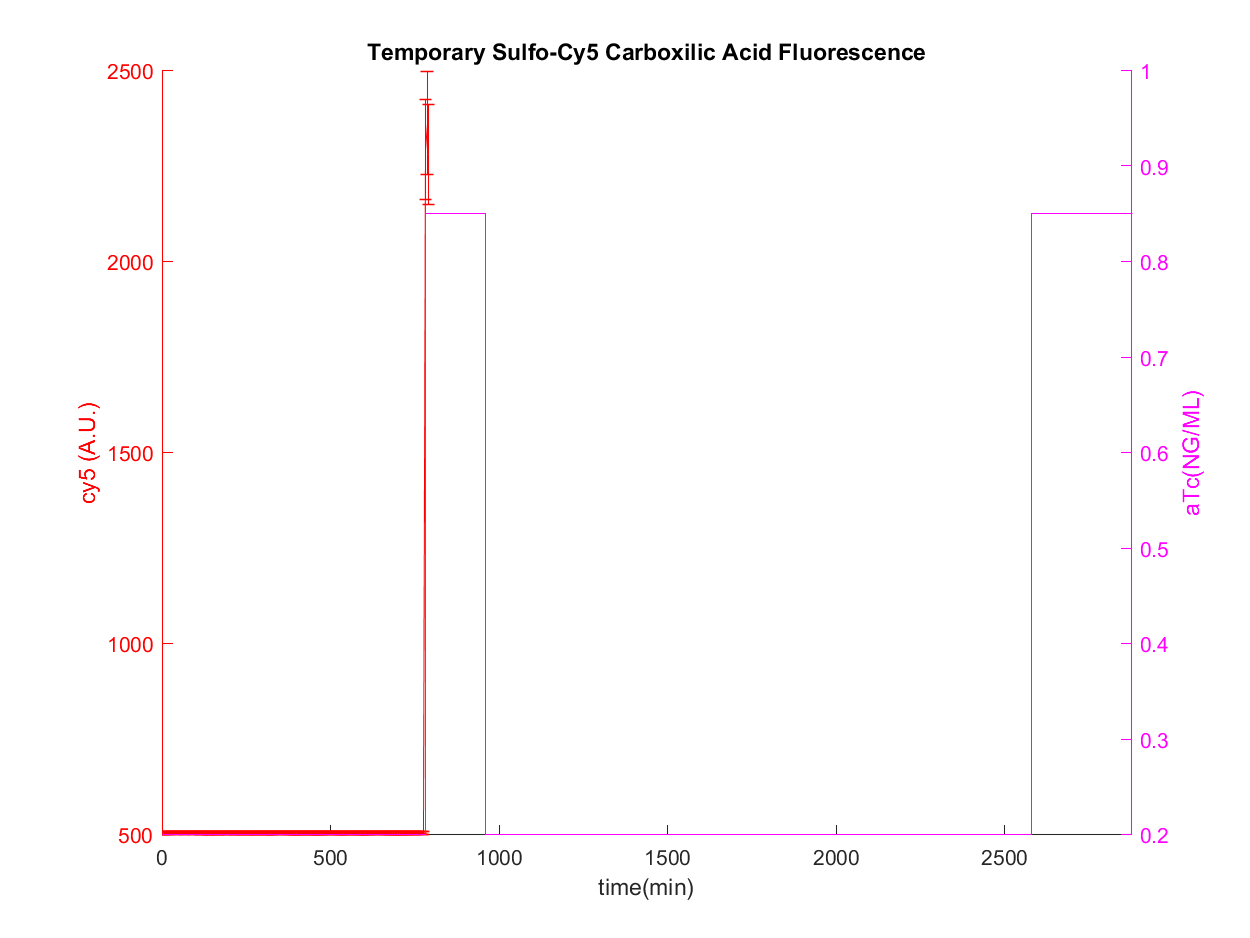 Temporary Sulfo-Cy5 Carboxilic Acid Fluorescence
2500
2000
1500
1000
500
cy5 (A.U.)
1
0.9
0.8
0.7
0.6
0.5
0.4
0.3
0.2
aTc(NG/ML)
0 500 1000 1500 2000 2500
time(min)